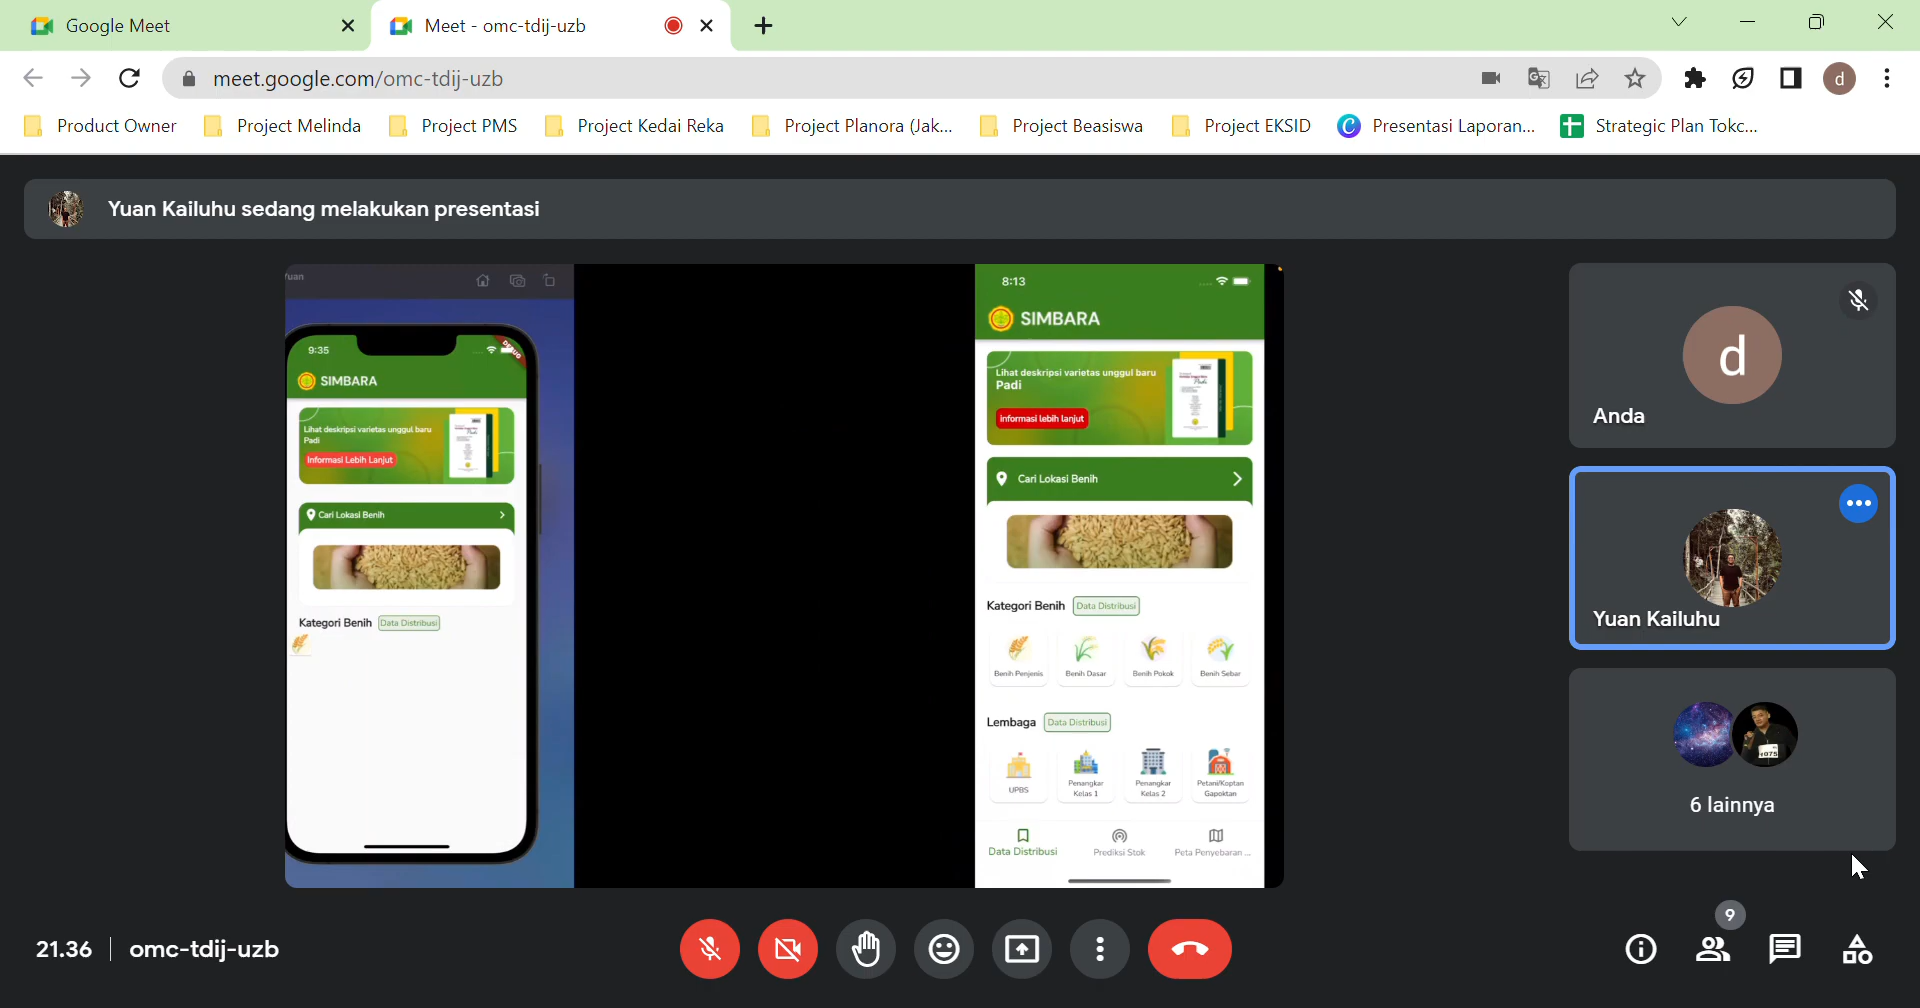 Google Meet
Meet - omc-tdij-uzb
meet.google.com/omc-tdij-uzb
d
Product Owner
Project Melinda
Project PMS
Project Kedai Reka
Project Planora (Jak...
Project Beasiswa
Project EKSID
Presentasi Laporan...
Strategic Plan Tokc...
Yuan Kailuhu sedang melakukan presentasi
9:35
SIMBARA
Lihat deskripsi varietas unggul baru
Padi
Informasi Lebih Lanjut
Cari Lokasi Benih
Kategori Benih
Data Distribusi
8:13
SIMBARA
Lihat deskripsi varietas unggul baru
Padi
Informasi lebih lanjut
Cari Lokasi Benih
Kategori Benih
Data Distribusi
Benih Penjenis
Benih Dasar
Benih Pokok
Benih Sebar
Lembaga
Data Distribusi
UPBS
Penangkar
Kelas 1
Penangkar
Kelas 2
Petani/Koptan
Gapoktan
Data Distribusi
Prediksi Stok
Peta Penyebaran ...
d
Anda
Yuan Kailuhu
6 lainnya
21.36
omc-tdij-uzb
9